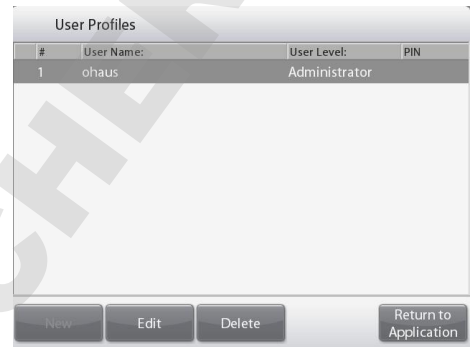 User Profiles
# User Name: User Level: PIN
1 ohaus Administrator
New Edit Delete Return to
Application